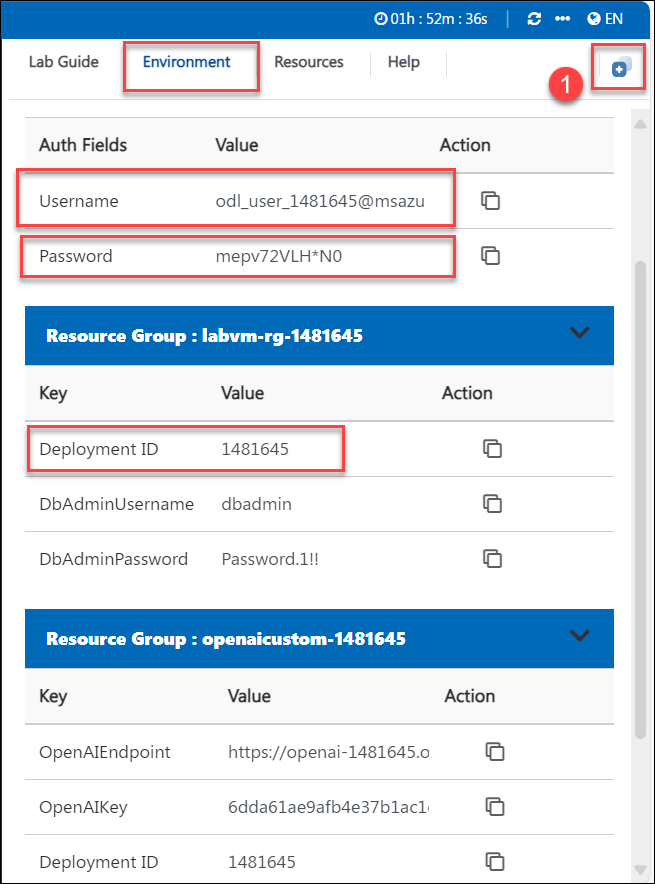 01h : 52m : 36s EN
Lab Guide Environment Resources Help
1
Auth Fields Value Action
Username odl_user_1481645@msazu
Password mepv72VLH*N0
Resource Group : labvm-rg-1481645
Key Value Action
Deployment ID 1481645
DbAdminUsername dbadmin
DbAdminPassword Password.1!!
Resource Group : openaicustom-1481645
Key Value Action
OpenAIEndpoint https://openai-1481645.o
OpenAIKey 6dda61ae9afb4e37b1ac1
Deployment ID 1481645